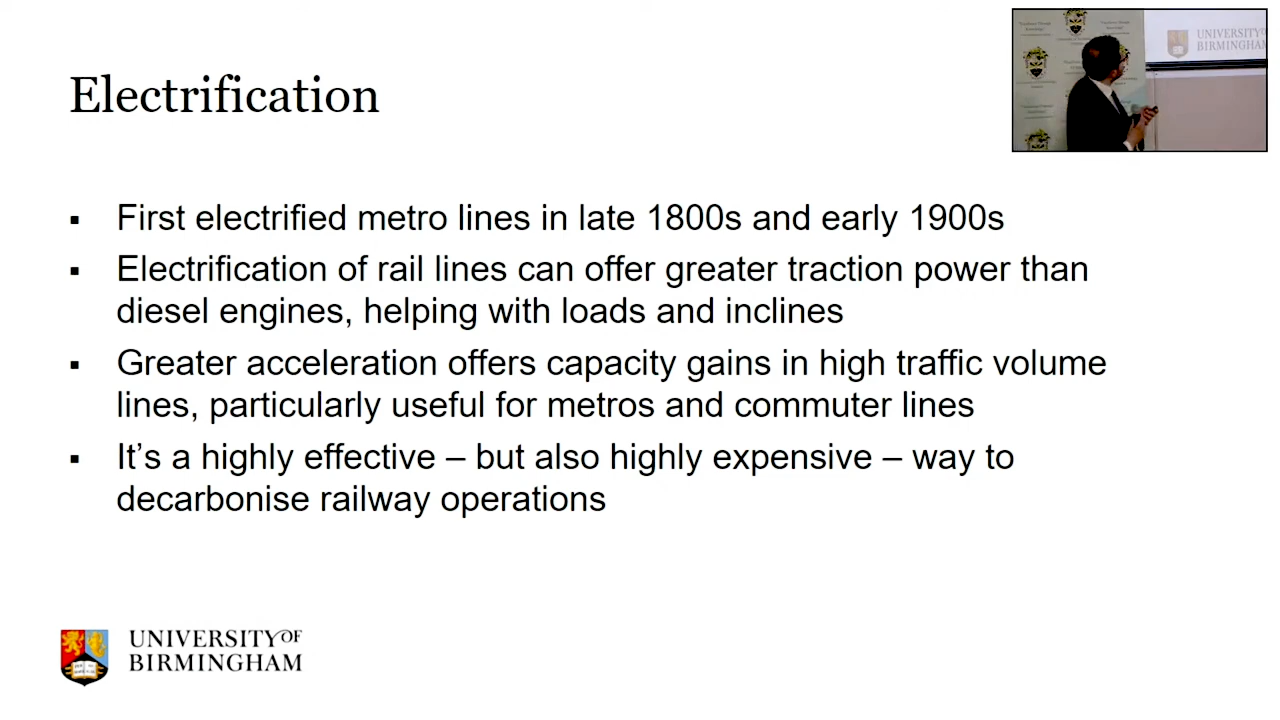 UNIVERSITY OF
BIRMINGHAM
Electrification
▪ First electrified metro lines in late 1800s and early 1900s
▪ Electrification of rail lines can offer greater traction power than
diesel engines, helping with loads and inclines
▪ Greater acceleration offers capacity gains in high traffic volume
lines, particularly useful for metros and commuter lines
▪ It’s a highly effective – but also highly expensive – way to
decarbonise railway operations
UNIVERSITY OF
BIRMINGHAM